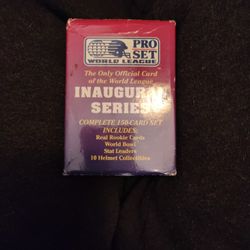 PRO
SET
WORLD LEAGUE
The Only Official Card
of the World League
INAUGURAL
SERIES
COMPLETE 150-CARD SET
INCLUDES:
Real Rookie Cards
World Bowl
Stat Leaders
10 Helmet Collectibles